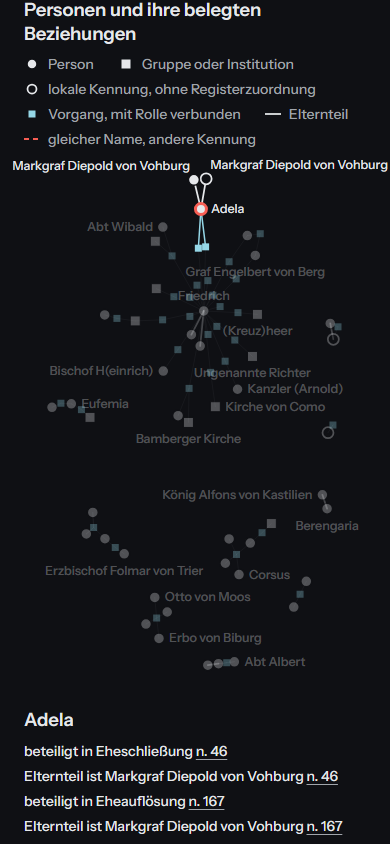 Personen und ihre belegten
Beziehungen
Person
Gruppe oder Institution
lokale Kennung, ohne Registerzuordnung
Vorgang, mit Rolle verbunden
Elternteil
gleicher Name, andere Kennung
Markgraf Diepold von Vohburg
Markgraf Diepold von Vohburg
Adela
Abt Wibald
Graf Engelbert von Berg
Friedrich
(Kreuz)heer
Ungenannte Richter
Bischof H(einrich)
Kanzler (Arnold)
Eufemia
Kirche von Como
Bamberger Kirche
König Alfons von Kastilien
Berengaria
Erzbischof Folmar von Trier
Corsus
Otto von Moos
Erbo von Biburg
Abt Albert
Adela
beteiligt in Eheschließung n. 46
Elternteil ist Markgraf Diepold von Vohburg n. 46
beteiligt in Eheauflösung n. 167
Elternteil ist Markgraf Diepold von Vohburg n. 167